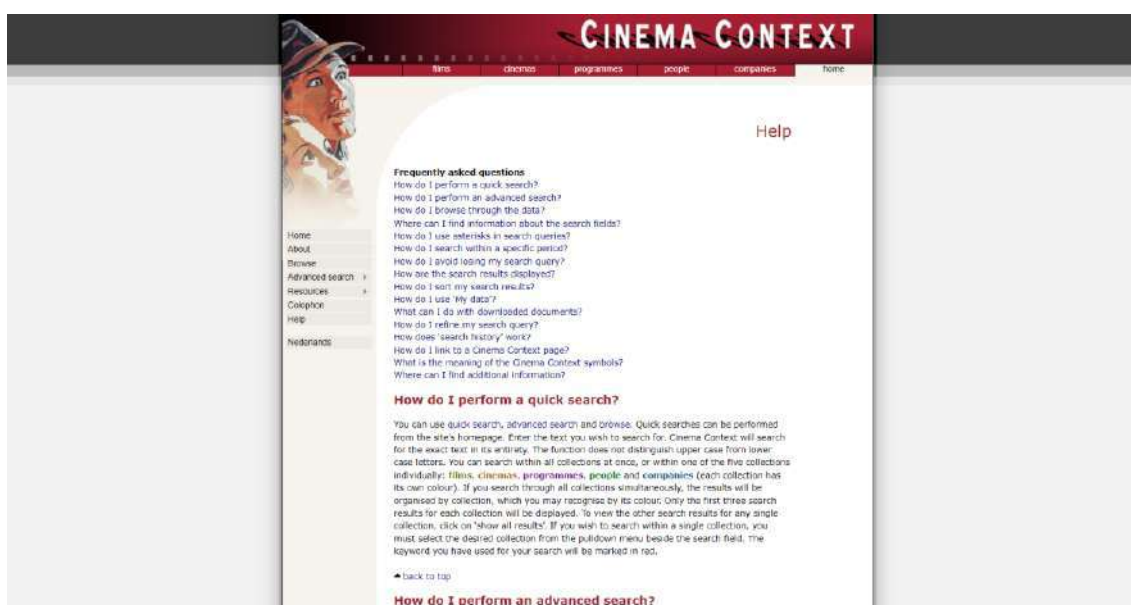 CINEMA CONTEXT
films cinemas programmes people companies home
Help
Frequently asked questions
How do I perform a quick search?
How do I perform an advanced search?
How do I browse through the data?
Where can I find information about the search fields?
How do I use asterisks in search queries?
How do I search within a specific period?
How do I avoid losing my search query?
How are the search results displayed?
How do I sort my search results?
How do I use 'My data'?
What can I do with downloaded documents?
How do I refine my search query?
How does 'search history' work?
How do I link to a Cinema Context page?
What is the meaning of the Cinema Context symbols?
Where can I find additional information?
Home
About
Browse
Advanced search
Resources
Colophon
Help
Nederlands
How do I perform a quick search?
You can use quick search, advanced search and browse. Quick searches can be performed
from the site's homepage. Enter the text you wish to search for. Cinema Context will search
for the exact text in its entirety. The function does not distinguish upper case from lower
case letters. You can search within all collections at once, or within one of the five collections
individually: films, cinemas, programmes, people and companies (each collection has
its own colour). If you search through all collections simultaneously, the results will be
organised by collection, which you may recognise by its colour. Only the first three search
results for each collection will be displayed. To view the other search results for any single
collection, click on 'show all results'. If you wish to search within a single collection, you
must select the desired collection from the pulldown menu beside the search field. The
keyword you have used for your search will be marked in red.
back to top
How do I perform an advanced search?